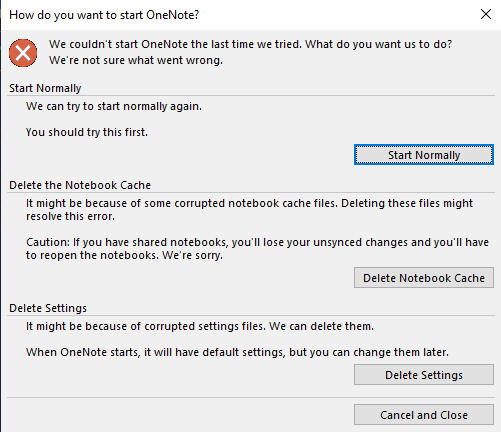 How do you want to start OneNote?
We couldn't start OneNote the last time we tried. What do you want us to do?
We're not sure what went wrong.
Start Normally
We can try to start normally again.
You should try this first.
Start Normally
Delete the Notebook Cache
It might be because of some corrupted notebook cache files. Deleting these files might
resolve this error.
Caution: If you have shared notebooks, you'll lose your unsynced changes and you'll have
to reopen the notebooks. We're sorry.
Delete Notebook Cache
Delete Settings
It might be because of corrupted settings files. We can delete them.
When OneNote starts, it will have default settings, but you can change them later.
Delete Settings
Cancel and Close